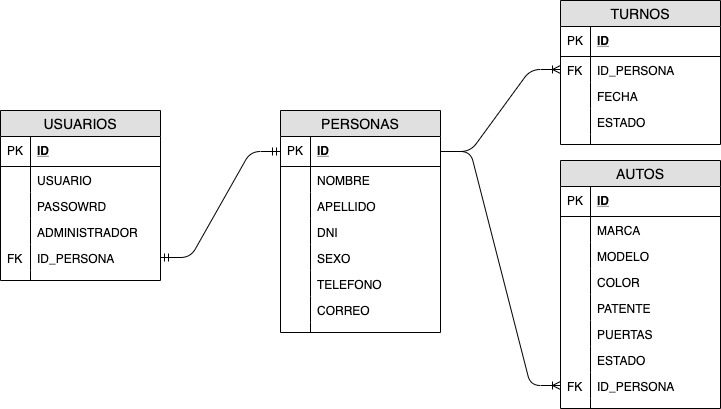 USUARIOS
PK ID
USUARIO
PASSOWRD
ADMINISTRADOR
FK ID_PERSONA
PERSONAS
PK ID
NOMBRE
APELLIDO
DNI
SEXO
TELEFONO
CORREO
TURNOS
PK ID
FK ID_PERSONA
FECHA
ESTADO
AUTOS
PK ID
MARCA
MODELO
COLOR
PATENTE
PUERTAS
ESTADO
FK ID_PERSONA